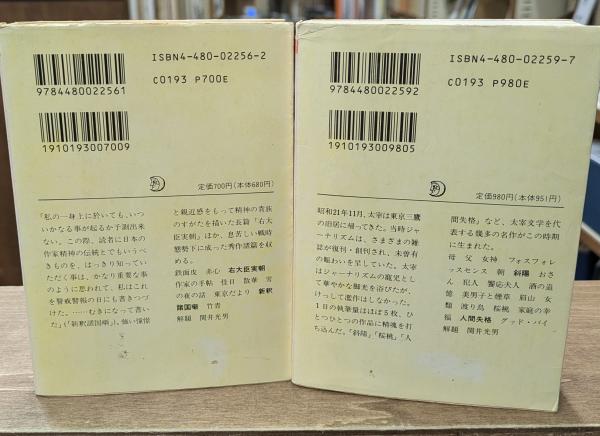 ISBN4-480-02256-2
C0193 P700E
9784480022561
1910193007009
定価700円(本体680円)
「私の一身上に於いても、いつ
いかなる事が起るか予測出来
ない。この際、読者に日本の
作家精神の伝統とでもいうべ
きものを、はっきり知ってい
ただく事は、かなり重要な事
のように思われて、私はこれ
を警戒警報の日にも書きつづ
けた。……むきになって書い
た」(「新釈諸国噺」)。強い憧憬
と親近感をもって精神の貴族
のすがたを描いた長篇「右大
臣実朝」ほか、息苦しい戦時
態勢下に成った秀作諸篇を収
める。
鉄面皮 赤心 右大臣実朝
作家の手帖 佳日 散華 雪
の夜の話 東京だより 新釈
諸国噺 竹青
解題 関井光男
ISBN4-480-02259-7
C0193 P980E
9784480022592
1910193009805
定価980円(本体951円)
昭和21年11月、太宰は東京三鷹
の旧居に帰ってきた。当時ジャ
ーナリズムは、さまざまの雑
誌が復刊・創刊され、未曾有
の賑わいを呈していた。太宰
はジャーナリズムの寵児とし
て華やかな脚光を浴びたが、
けっして濫作はしなかった。
1日の執筆量はほぼ5枚、ひ
とつひとつの作品に精魂を打
ち込んだ。「斜陽」「桜桃」「人
間失格」など、太宰文学を代
表する幾多の名作がこの時期
に生まれた。
母 父 女神 フォスフォレ
ッスセンス 朝 斜陽 おさ
ん 犯人 饗応夫人 酒の追
憶 美男子と煙草 眉山 女
類 渡り鳥 桜桃 家庭の幸
福 人間失格 グッド・バイ
解題 関井光男